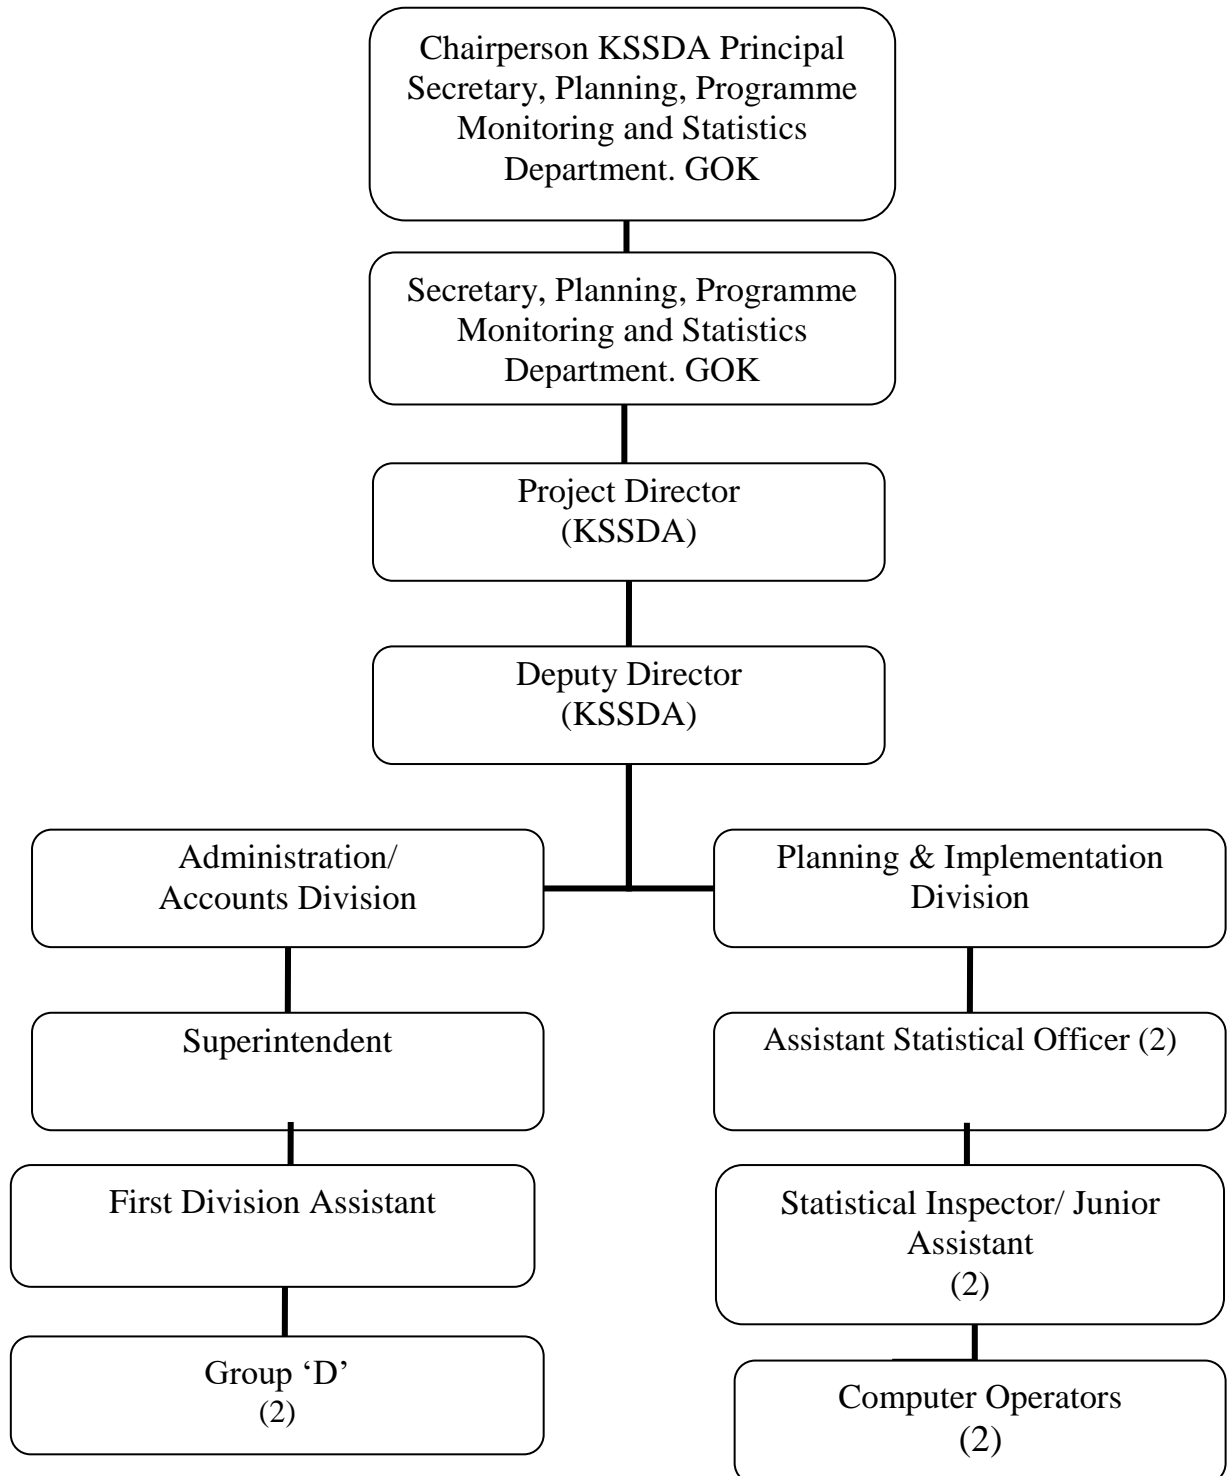 Chairperson KSSDA Principal
Secretary, Planning, Programme
Monitoring and Statistics
Department. GOK
Secretary, Planning, Programme
Monitoring and Statistics
Department. GOK
Project Director
(KSSDA)
Deputy Director
(KSSDA)
Administration/
Accounts Division
Planning & Implementation
Division
Superintendent
Assistant Statistical Officer (2)
First Division Assistant
Statistical Inspector/ Junior
Assistant
(2)
Group ‘D’
(2)
Computer Operators
(2)